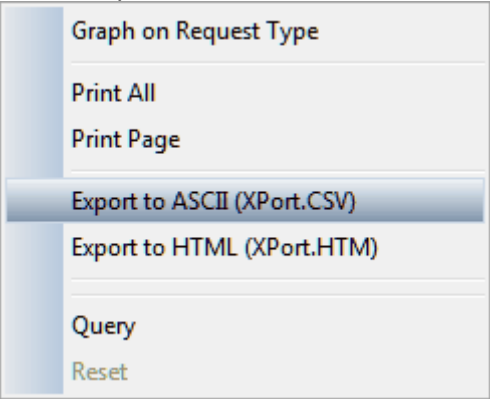 Graph on Request Type
Print All
Print Page
Export to ASCII (XPort.CSV)
Export to HTML (XPort.HTM)
Query
Reset